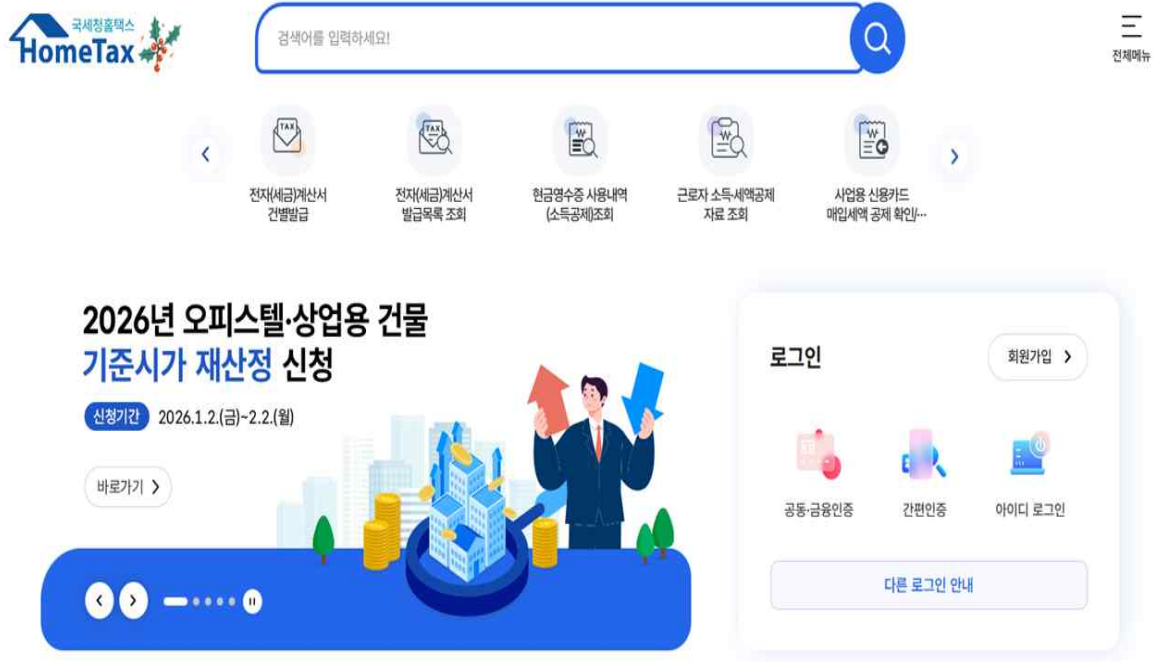 국세청홈택스
HomeTax
검색어를 입력하세요!
전체메뉴
전자(세금)계산서
건별발급
전자(세금)계산서
발급목록 조회
현금영수증 사용내역
(소득공제)조회
근로자 소득·세액공제
자료 조회
사업용 신용카드
매입세액 공제 확인/…
2026년 오피스텔·상업용 건물
기준시가 재산정 신청
신청기간 2026.1.2.(금)~2.2.(월)
바로가기
로그인
회원가입
공동·금융인증
간편인증
아이디 로그인
다른 로그인 안내
TAX
TAX